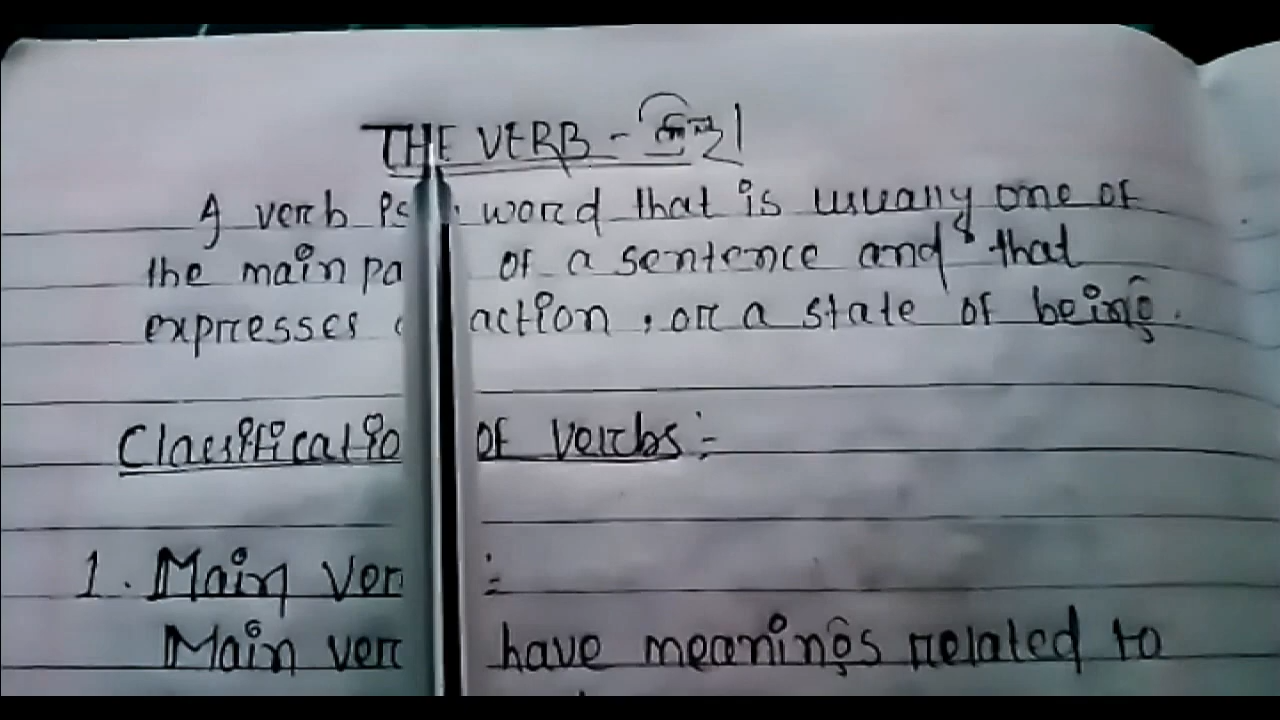 THE VERB - 
A verb is word that is usually one of
the main pa of a sentence and that
expresses action, or a state of being.
Classificatio of verbs:-
1. Main Ver :-
Main ver have meanings related to